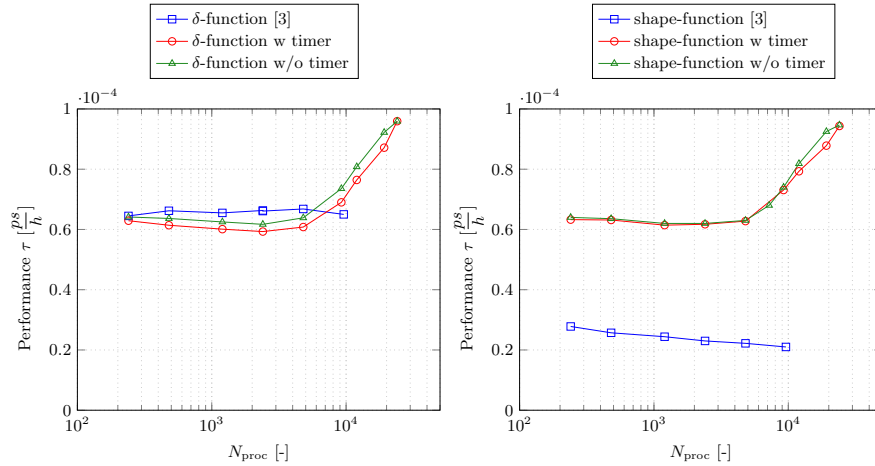 δ-function [3]
δ-function w timer
δ-function w/o timer
·10⁻⁴
1
0.8
0.6
0.4
0.2
0
10²
10³
10⁴
Performance τ [ps/h]
N_proc [-]
shape-function [3]
shape-function w timer
shape-function w/o timer
·10⁻⁴
1
0.8
0.6
0.4
0.2
0
10²
10³
10⁴
Performance τ [ps/h]
N_proc [-]